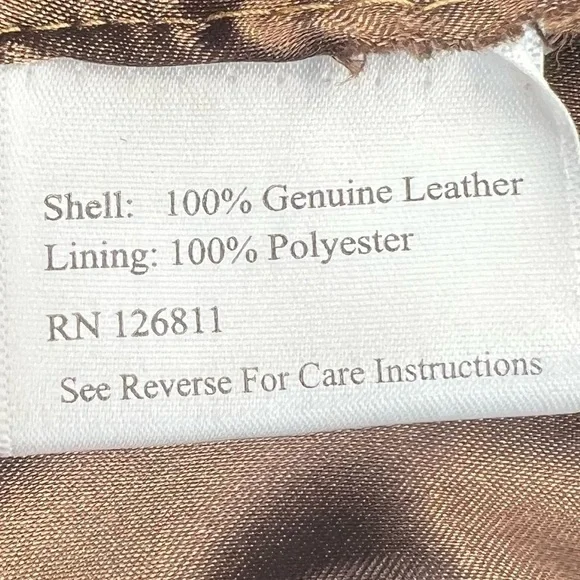 Shell: 100% Genuine Leather
Lining: 100% Polyester
RN 126811
See Reverse For Care Instructions